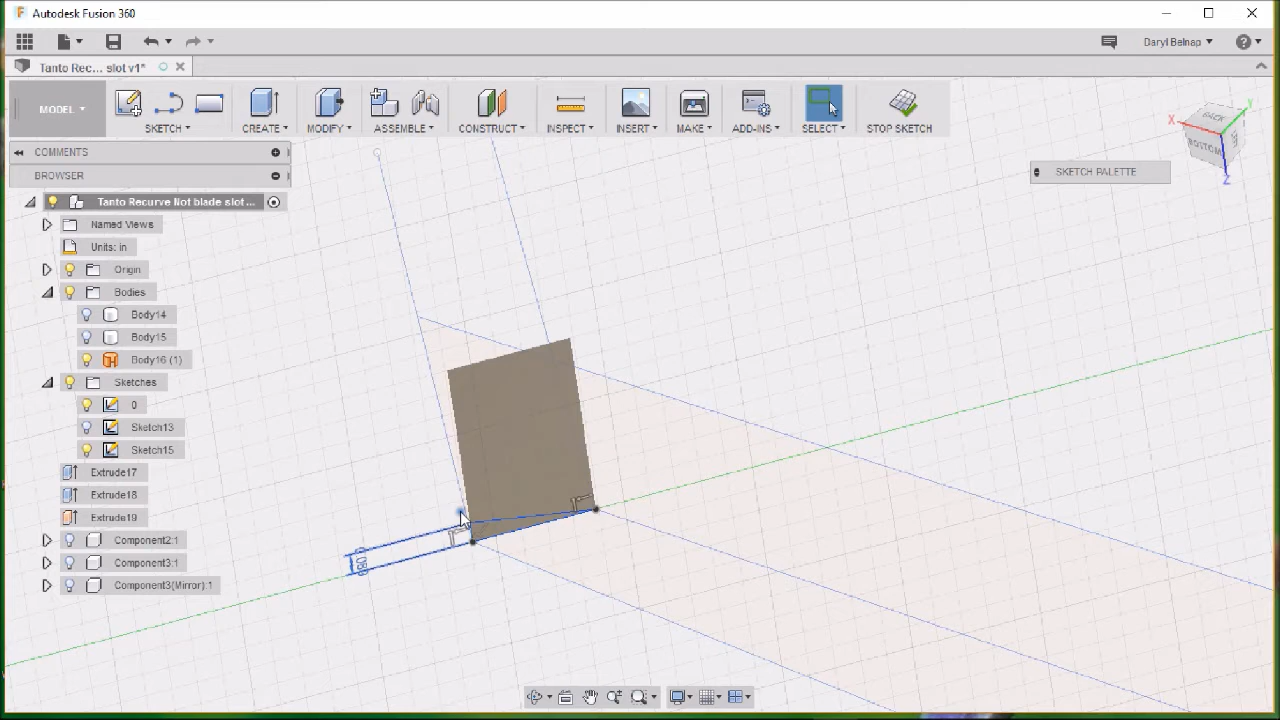 Autodesk Fusion 360
Daryl Belnap
Tanto Rec... slot v1*
MODEL
SKETCH
CREATE
MODIFY
ASSEMBLE
CONSTRUCT
INSPECT
INSERT
MAKE
ADD-INS
SELECT
STOP SKETCH
COMMENTS
BROWSER
SKETCH PALETTE
X
Y
Z
BACK
BOTTOM
Tanto Recurve Not blade slot ...
Named Views
Units: in
Origin
Bodies
Body14
Body15
Body16 (1)
Sketches
0
Sketch13
Sketch15
Extrude17
Extrude18
Extrude19
Component2:1
Component3:1
Component3(Mirror):1